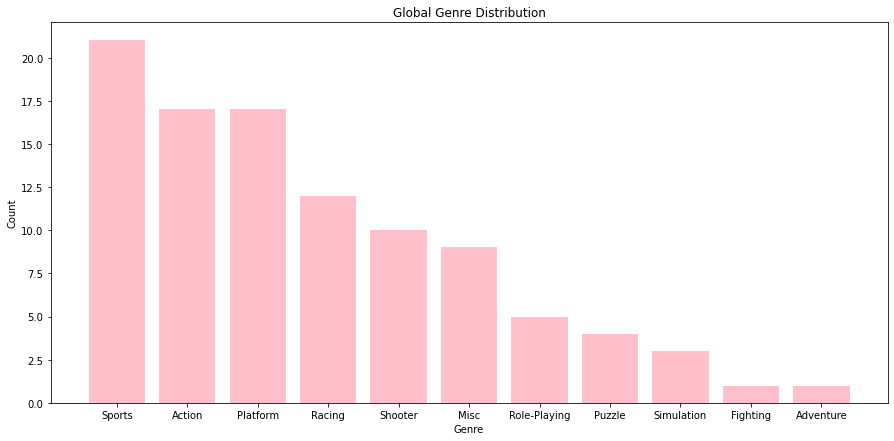 Global Genre Distribution
20.0
17.5
15.0
12.5
10.0
7.5
5.0
2.5
0.0
Count
Sports Action Platform Racing Shooter Misc Role-Playing Puzzle Simulation Fighting Adventure
Genre